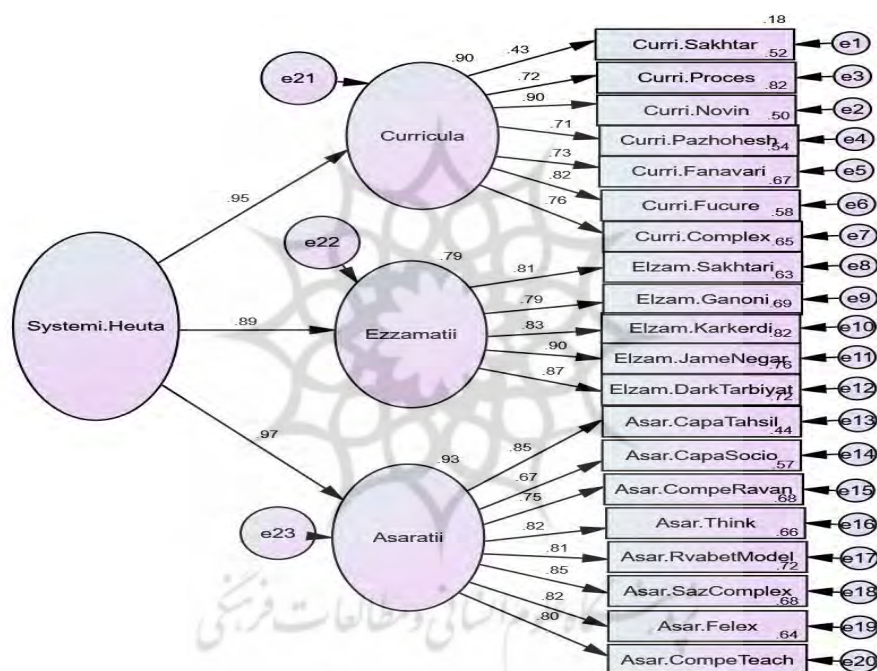 .18
.90
.43
Curri.Sakhtar
e1
.52
e21
.72
Curri.Proces
e3
.82
.90
Curri.Novin
e2
.50
Curricula
.71
Curri.Pazhohesh
e4
.54
.73
Curri.Fanavari
e5
.67
.82
Curri.Fucure
e6
.58
.95
.76
Curri.Complex
e7
.65
e22
.79
.81
Elzam.Sakhtari
e8
.63
.79
Elzam.Ganoni
e9
.69
Systemi.Heuta
.89
Ezzamatii
.83
Elzam.Karkerdi
e10
.82
.90
Elzam.JameNegar
e11
.76
.87
Elzam.DarkTarbiyat
e12
.72
.97
.93
.85
Asar.CapaTahsil
e13
.44
.67
Asar.CapaSocio
e14
.57
.75
Asar.CompeRavan
e15
.68
e23
Asaratii
.82
Asar.Think
e16
.66
.81
Asar.RvabetModel
e17
.72
.85
Asar.SazComplex
e18
.68
.82
Asar.Felex
e19
.64
.80
Asar.CompeTeach
e20
پژوهشگاه علوم انسانی و مطالعات فرهنگی